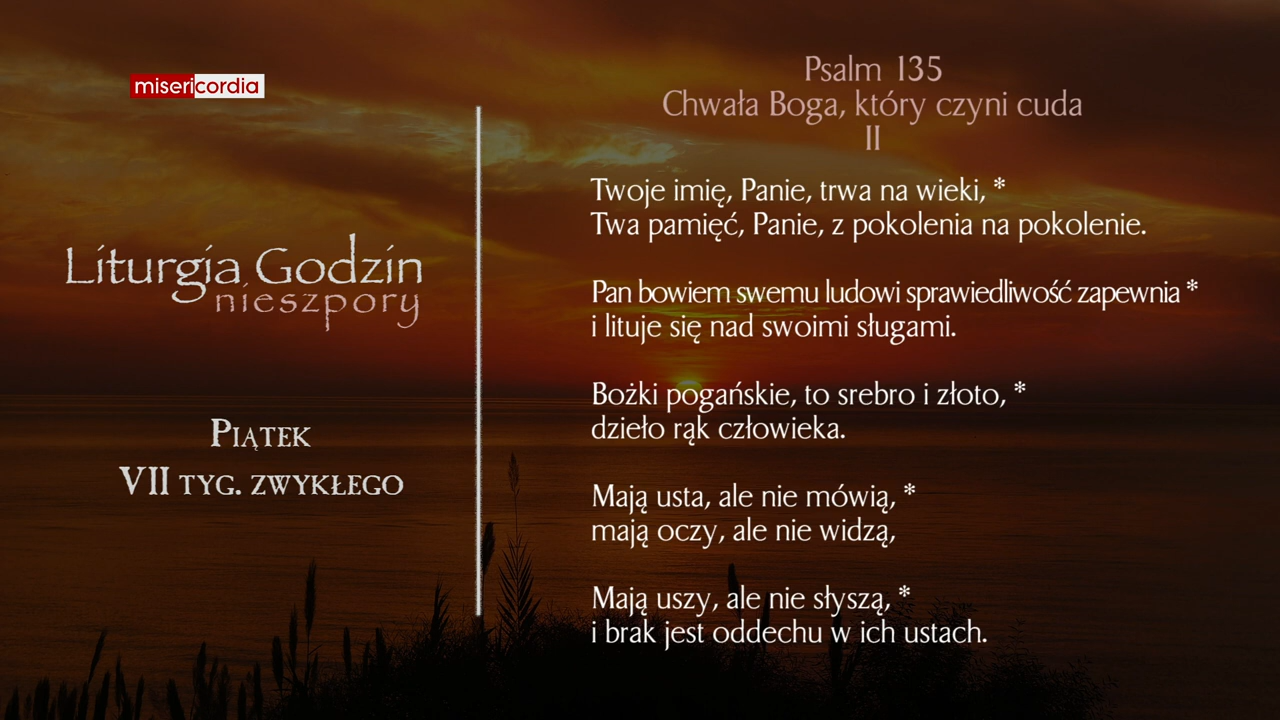 misericordia
Liturgia Godzin
nieszpory
Piątek
VII tyg. zwykłego
Psalm 135
Chwała Boga, który czyni cuda
II
Twoje imię, Panie, trwa na wieki, *
Twa pamięć, Panie, z pokolenia na pokolenie.
Pan bowiem swemu ludowi sprawiedliwość zapewnia *
i lituje się nad swoimi sługami.
Bożki pogańskie, to srebro i złoto, *
dzieło rąk człowieka.
Mają usta, ale nie mówią, *
mają oczy, ale nie widzą,
Mają uszy, ale nie słyszą, *
i brak jest oddechu w ich ustach.